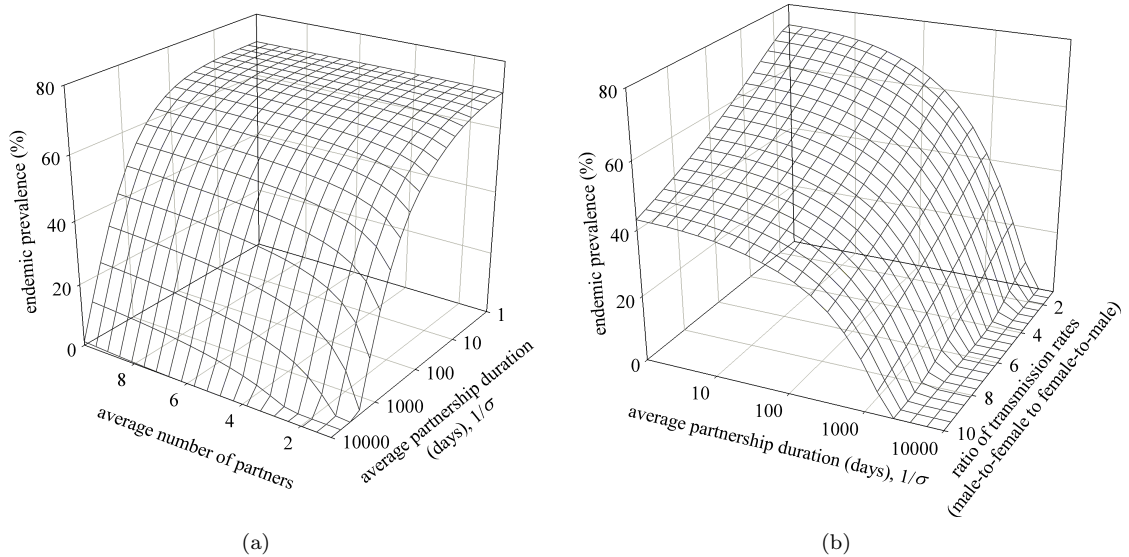 80
60
40
20
0
endemic prevalence (%)
8
6
4
2
average number of partners
1
10
100
1000
10000
average partnership duration
(days), 1/σ
(a)
80
60
40
20
0
endemic prevalence (%)
10
100
1000
10000
average partnership duration (days), 1/σ
2
4
6
8
10
ratio of transmission rates
(male-to-female to female-to-male)
(b)